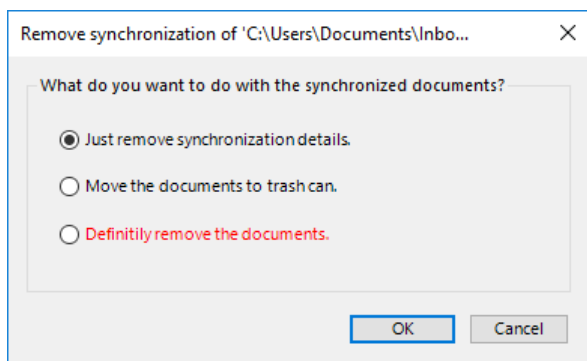 Remove synchronization of 'C:\Users\Documents\Inbo...
What do you want to do with the synchronized documents?
Just remove synchronization details.
Move the documents to trash can.
Definitily remove the documents.
OK Cancel